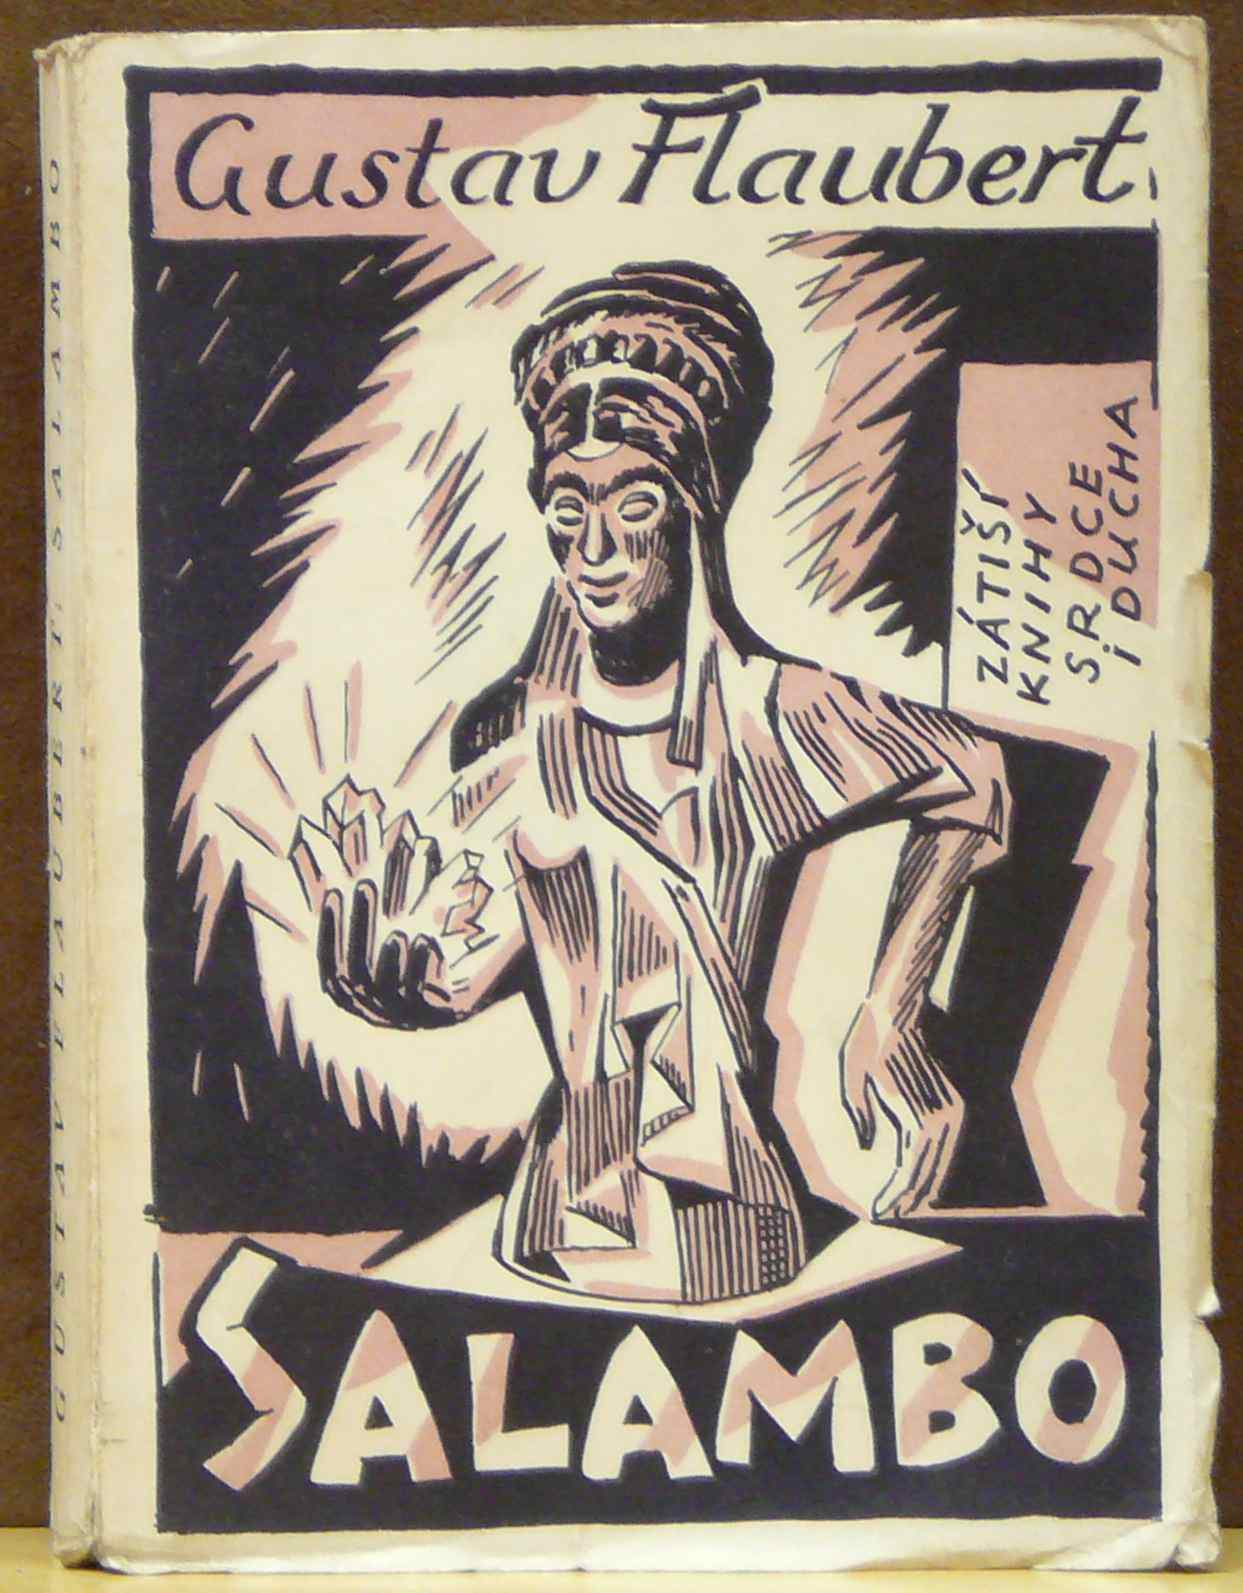 Gustav Flaubert
ZÁTIŠÍ
KNIHY
SRDCE
i DUCHA
SALAMBO
GUSTAV FLAUBERT: SALAMBO